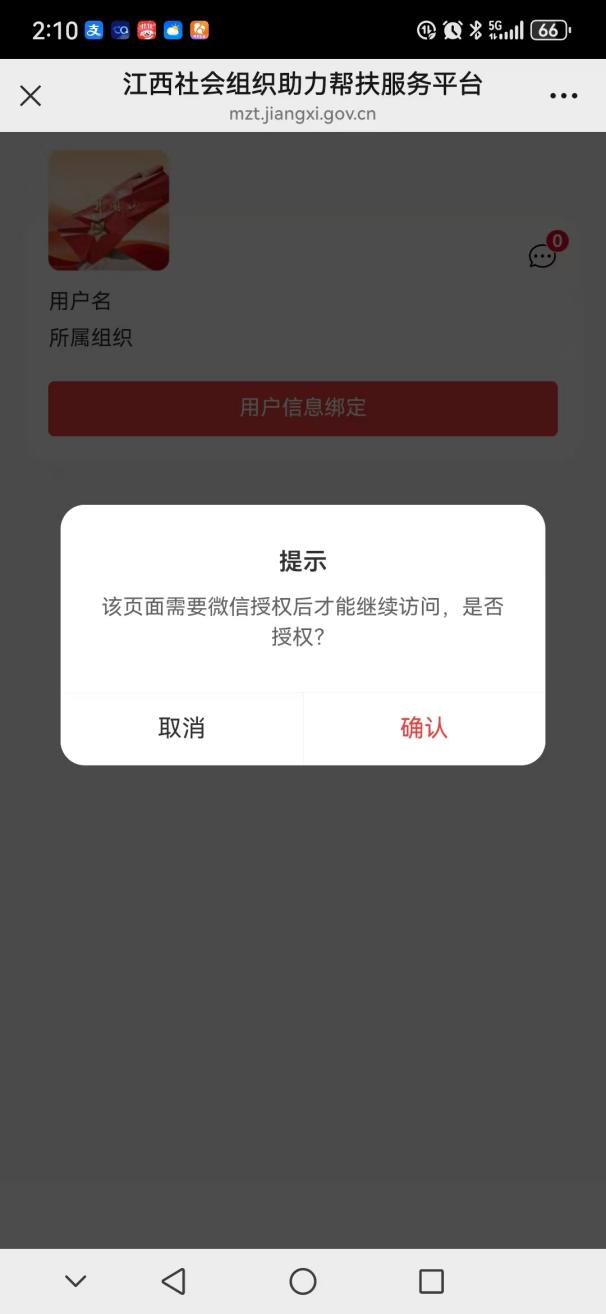 2:10
5G
66
江西社会组织助力帮扶服务平台
mzt.jiangxi.gov.cn
0
用户名
所属组织
用户信息绑定
提示
该页面需要微信授权后才能继续访问，是否
授权？
取消
确认